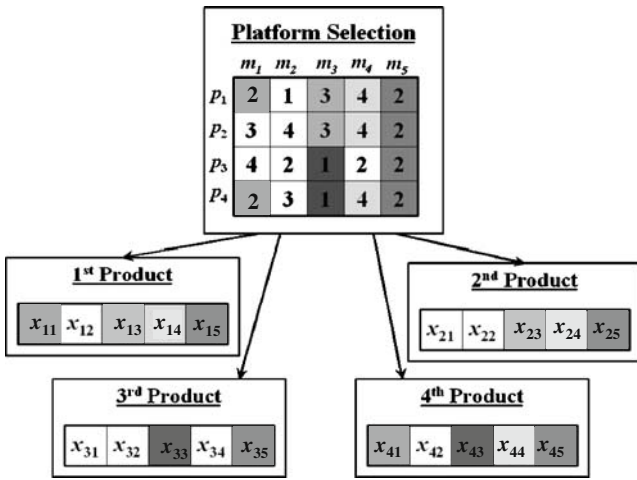 Platform Selection
m1 m2 m3 m4 m5
p1 2 1 3 4 2
p2 3 4 3 4 2
p3 4 2 1 2 2
p4 2 3 1 4 2
1st Product
x11 x12 x13 x14 x15
2nd Product
x21 x22 x23 x24 x25
3rd Product
x31 x32 x33 x34 x35
4th Product
x41 x42 x43 x44 x45